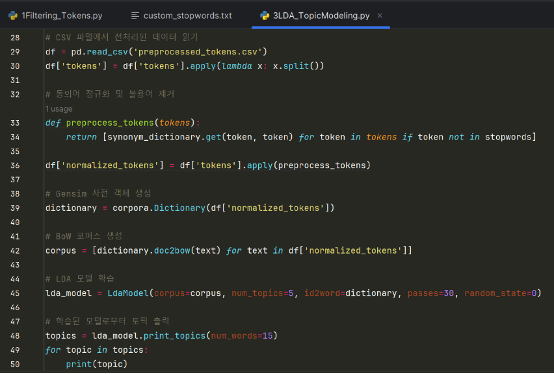 1Filtering_Tokens.py
custom_stopwords.txt
3LDA_TopicModeling.py
28 # CSV 파일에서 전처리된 데이터 읽기
29 df = pd.read_csv("preprocessed_tokens.csv")
30 df['tokens'] = df['tokens'].apply(lambda x: x.split())
31
32 # 동의어 정규화 및 불용어 제거
1 usage
33 def preprocess_tokens(tokens):
34 return [synonym_dictionary.get(token, token) for token in tokens if token not in stopwords]
35
36 df['normalized_tokens'] = df['tokens'].apply(preprocess_tokens)
37
38 # Gensim 사전 객체 생성
39 dictionary = corpora.Dictionary(df['normalized_tokens'])
40
41 # BoW 코퍼스 생성
42 corpus = [dictionary.doc2bow(text) for text in df['normalized_tokens']]
43
44 # LDA 모델 학습
45 lda_model = LdaModel(corpus=corpus, num_topics=5, id2word=dictionary, passes=30, random_state=0)
46
47 # 학습된 모델로부터 토픽 출력
48 topics = lda_model.print_topics(num_words=15)
49 for topic in topics:
50 print(topic)